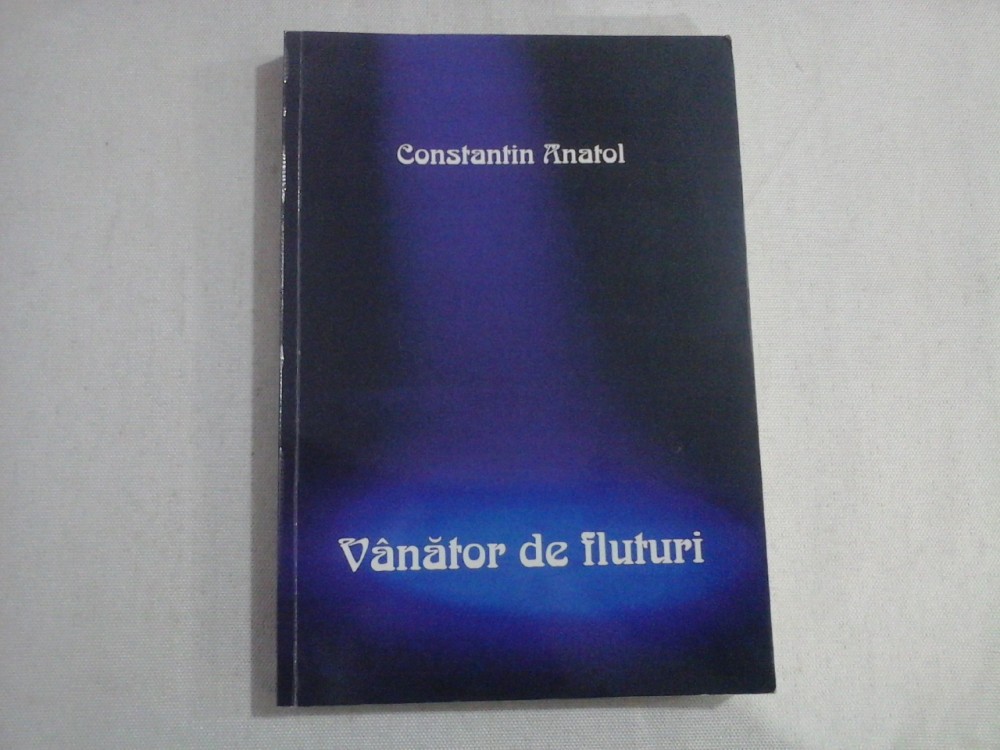 Constantin Anatol
Vânător de fluturi